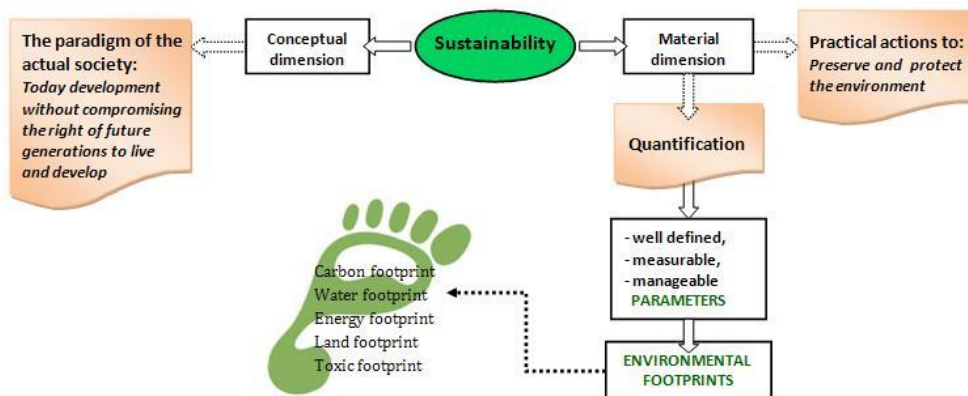 The paradigm of the
actual society:
Today development
without compromising
the right of future
generations to live
and develop
Conceptual
dimension
Sustainability
Material
dimension
Practical actions to:
Preserve and protect
the environment
Quantification
- well defined,
- measurable,
- manageable
PARAMETERS
ENVIRONMENTAL
FOOTPRINTS
Carbon footprint
Water footprint
Energy footprint
Land footprint
Toxic footprint